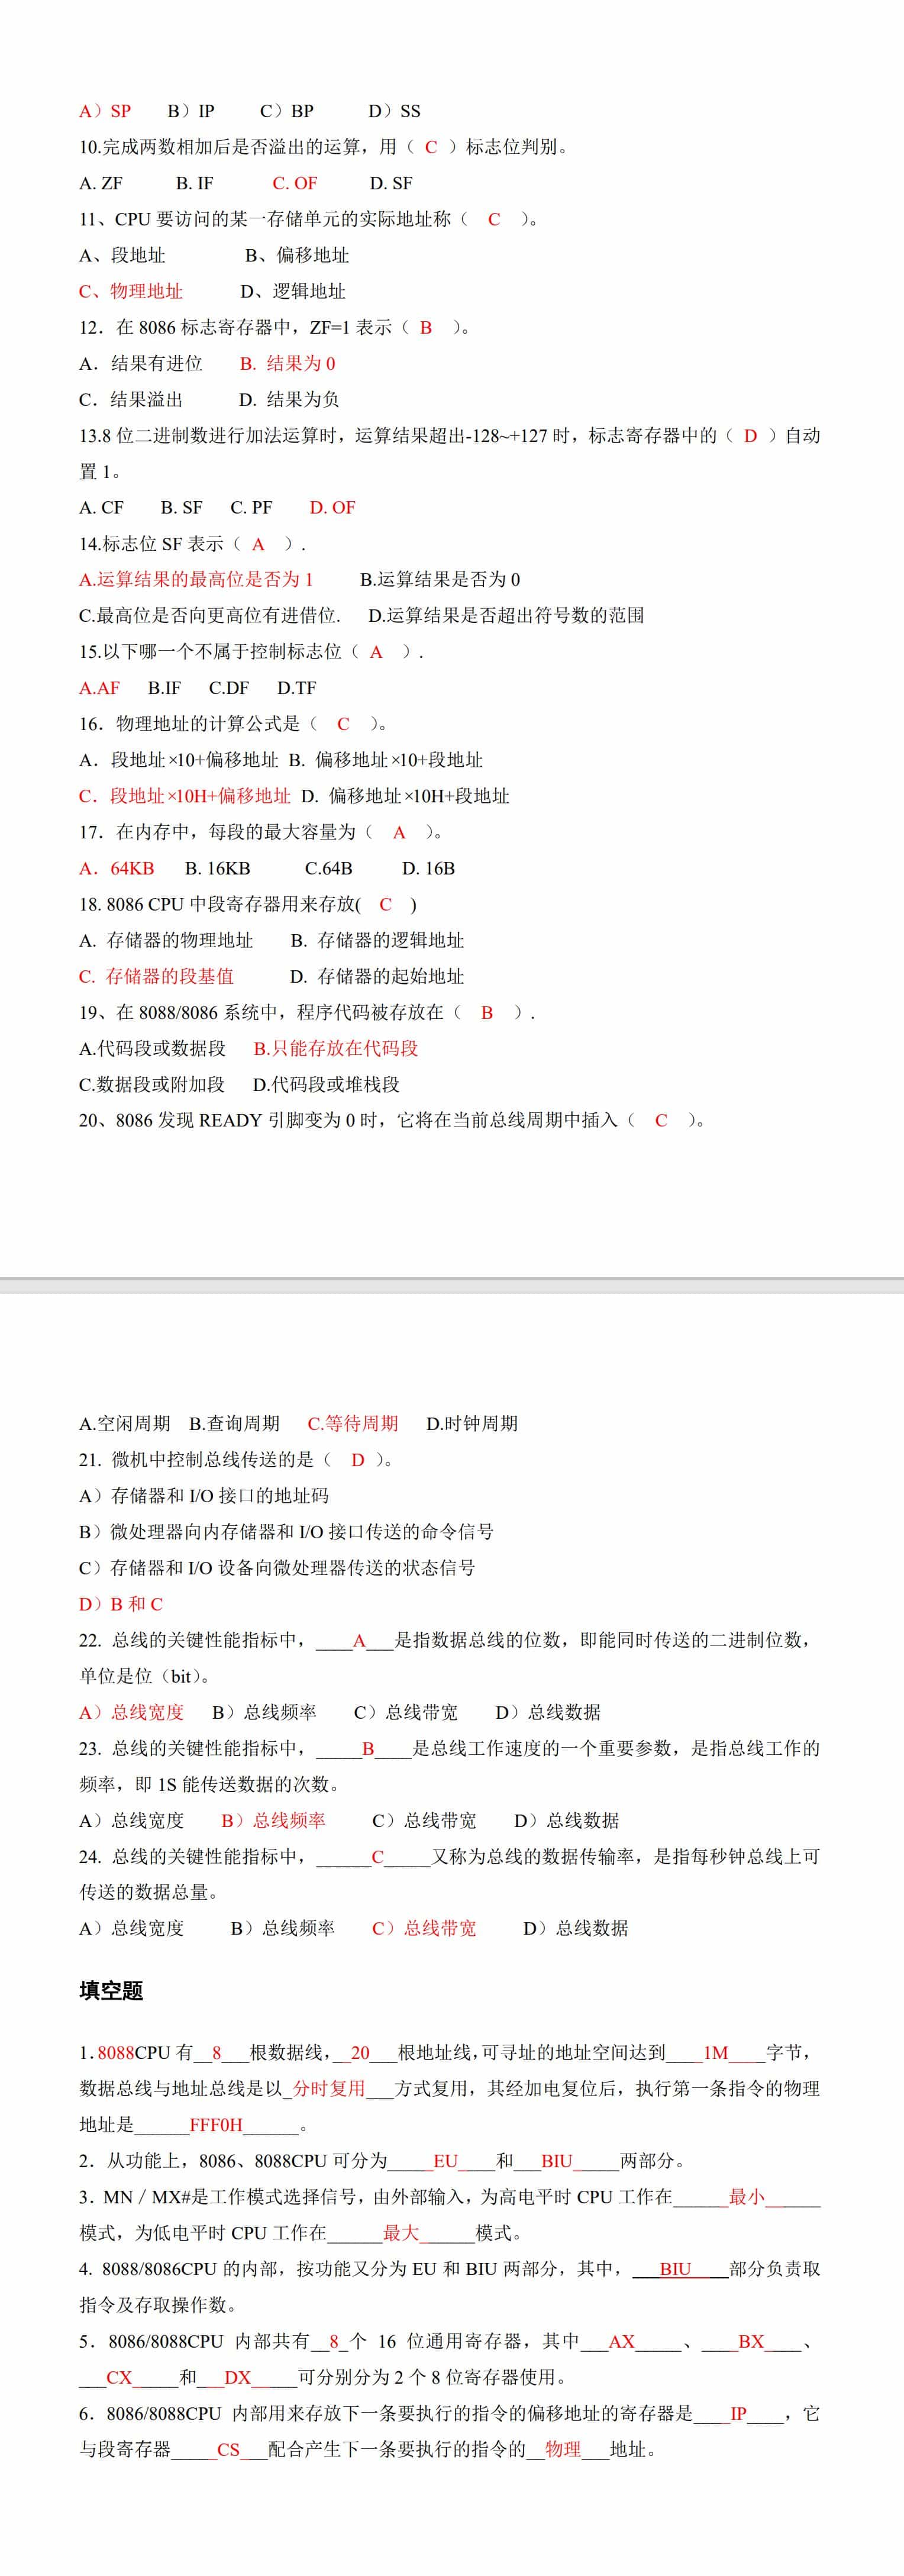 A）SP B）IP C）BP D）SS
10.完成两数相加后是否溢出的运算，用（ C ）标志位判别。
A. ZF B. IF C. OF D. SF
11、CPU 要访问的某一存储单元的实际地址称（ C ）。
A、段地址 B、偏移地址
C、物理地址 D、逻辑地址
12．在 8086 标志寄存器中，ZF=1 表示（ B ）。
A．结果有进位 B. 结果为 0
C．结果溢出 D. 结果为负
13.8 位二进制数进行加法运算时，运算结果超出-128~+127 时，标志寄存器中的（ D ）自动
置 1。
A. CF B. SF C. PF D. OF
14.标志位 SF 表示（ A ）.
A.运算结果的最高位是否为 1 B.运算结果是否为 0
C.最高位是否向更高位有进借位. D.运算结果是否超出符号数的范围
15.以下哪一个不属于控制标志位（ A ）.
A.AF B.IF C.DF D.TF
16．物理地址的计算公式是（ C ）。
A．段地址×10+偏移地址 B. 偏移地址×10+段地址
C．段地址×10H+偏移地址 D. 偏移地址×10H+段地址
17．在内存中，每段的最大容量为（ A ）。
A．64KB B. 16KB C.64B D. 16B
18. 8086 CPU 中段寄存器用来存放( C )
A. 存储器的物理地址 B. 存储器的逻辑地址
C. 存储器的段基值 D. 存储器的起始地址
19、在 8088/8086 系统中，程序代码被存放在（ B ）.
A.代码段或数据段 B.只能存放在代码段
C.数据段或附加段 D.代码段或堆栈段
20、8086 发现 READY 引脚变为 0 时，它将在当前总线周期中插入（ C ）。
A.空闲周期 B.查询周期 C.等待周期 D.时钟周期
21. 微机中控制总线传送的是（ D ）。
A）存储器和 I/O 接口的地址码
B）微处理器向内存储器和 I/O 接口传送的命令信号
C）存储器和 I/O 设备向微处理器传送的状态信号
D）B 和 C
22. 总线的关键性能指标中，____A___是指数据总线的位数，即能同时传送的二进制位数，
单位是位（bit）。
A）总线宽度 B）总线频率 C）总线带宽 D）总线数据
23. 总线的关键性能指标中，_____B____是总线工作速度的一个重要参数，是指总线工作的
频率，即 1S 能传送数据的次数。
A）总线宽度 B）总线频率 C）总线带宽 D）总线数据
24. 总线的关键性能指标中，______C_____又称为总线的数据传输率，是指每秒钟总线上可
传送的数据总量。
A）总线宽度 B）总线频率 C）总线带宽 D）总线数据
填空题
1.8088CPU 有__8___根数据线，__20___根地址线，可寻址的地址空间达到____1M____字节，
数据总线与地址总线是以_分时复用___方式复用，其经加电复位后，执行第一条指令的物理
地址是______FFF0H______。
2．从功能上，8086、8088CPU 可分为_____EU____和___BIU_____两部分。
3．MN／MX#是工作模式选择信号，由外部输入，为高电平时 CPU 工作在______最小______
模式，为低电平时 CPU 工作在______最大______模式。
4. 8088/8086CPU 的内部，按功能又分为 EU 和 BIU 两部分，其中，___BIU____部分负责取
指令及存取操作数。
5．8086/8088CPU 内部共有__8_个 16 位通用寄存器，其中___AX_____、____BX____、
___CX_____和___DX_____可分别分为 2 个 8 位寄存器使用。
6．8086/8088CPU 内部用来存放下一条要执行的指令的偏移地址的寄存器是____IP____，它
与段寄存器_____CS___配合产生下一条要执行的指令的__物理___地址。